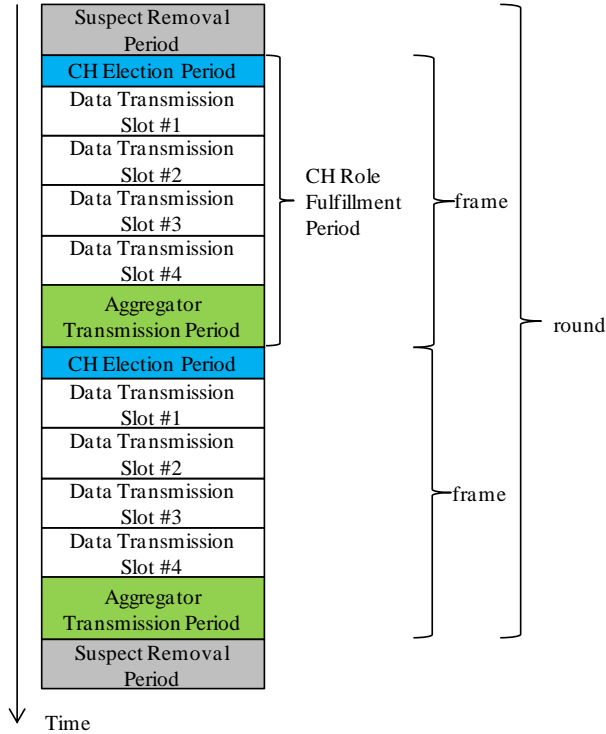 Suspect Removal
Period
CH Election Period
Data Transmission
Slot #1
Data Transmission
Slot #2
Data Transmission
Slot #3
Data Transmission
Slot #4
Aggregator
Transmission Period
CH Election Period
Data Transmission
Slot #1
Data Transmission
Slot #2
Data Transmission
Slot #3
Data Transmission
Slot #4
Aggregator
Transmission Period
Suspect Removal
Period
CH Role
Fulfillment
Period
frame
frame
round
Time